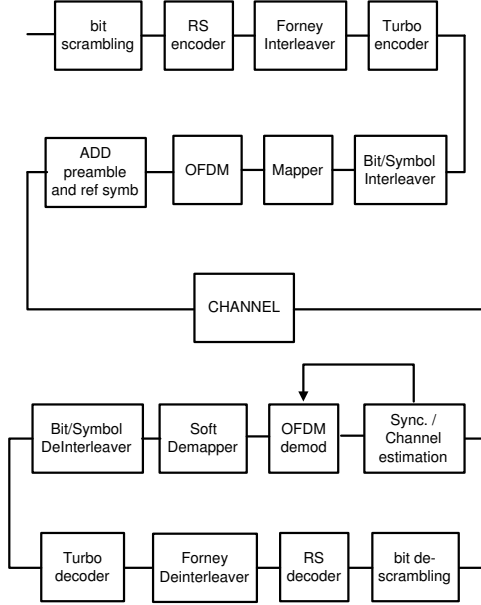 bit
scrambling
RS
encoder
Forney
Interleaver
Turbo
encoder
ADD
preamble
and ref symb
OFDM
Mapper
Bit/Symbol
Interleaver
CHANNEL
Bit/Symbol
DeInterleaver
Soft
Demapper
OFDM
demod
Sync. /
Channel
estimation
Turbo
decoder
Forney
Deinterleaver
RS
decoder
bit de-
scrambling